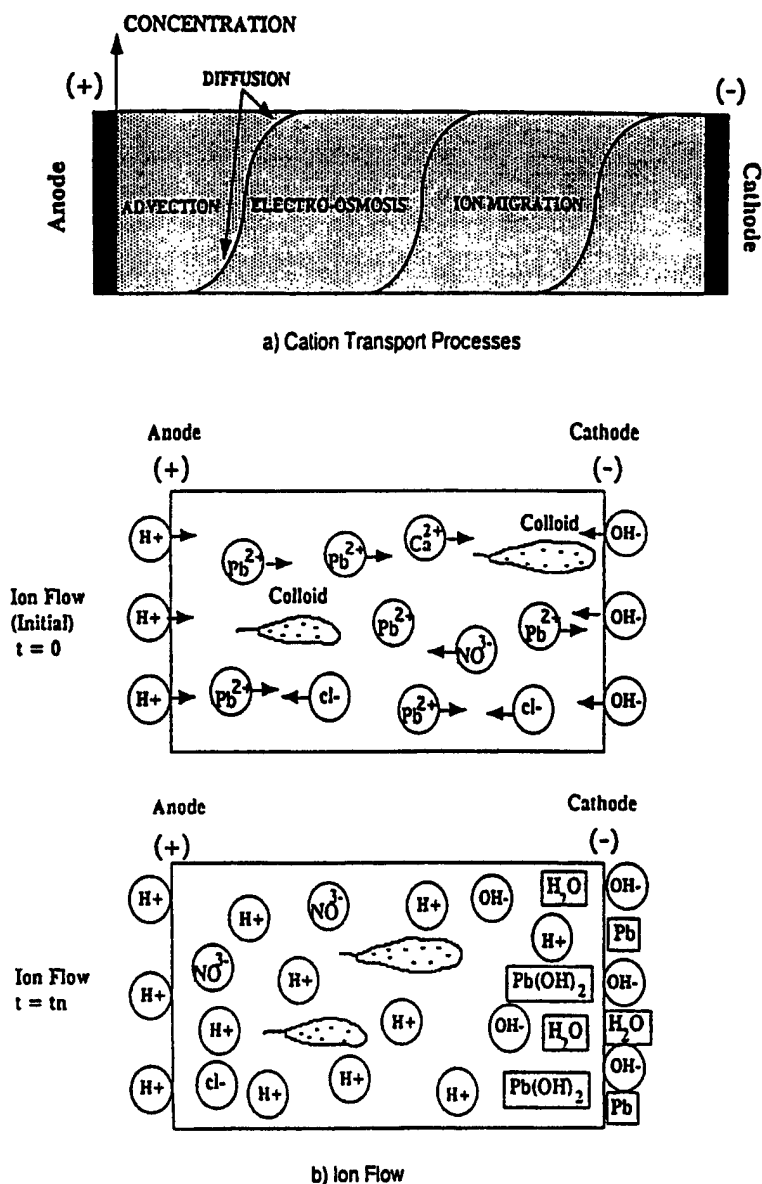 CONCENTRATION
(+)
DIFFUSION
(-)
Anode
ADVECTION
ELECTRO-OSMOSIS
ION MIGRATION
Cathode
a) Cation Transport Processes
Anode
Cathode
(+)
(-)
H+
Pb2+
Pb2+
Ca2+
Colloid
OH-
Ion Flow
(Initial)
t = 0
H+
Colloid
Pb2+
NO3-
Pb2+
OH-
H+
Pb2+
cl-
Pb2+
cl-
OH-
Anode
Cathode
(+)
(-)
H+
H+
NO3-
H+
OH-
H2O
OH-
H+
Pb
Ion Flow
t = tn
NO3-
H+
H+
Pb(OH)2
OH-
H+
H+
OH-
H2O
H2O
H+
cl-
H+
H+
H+
Pb(OH)2
OH-
Pb
b) Ion Flow